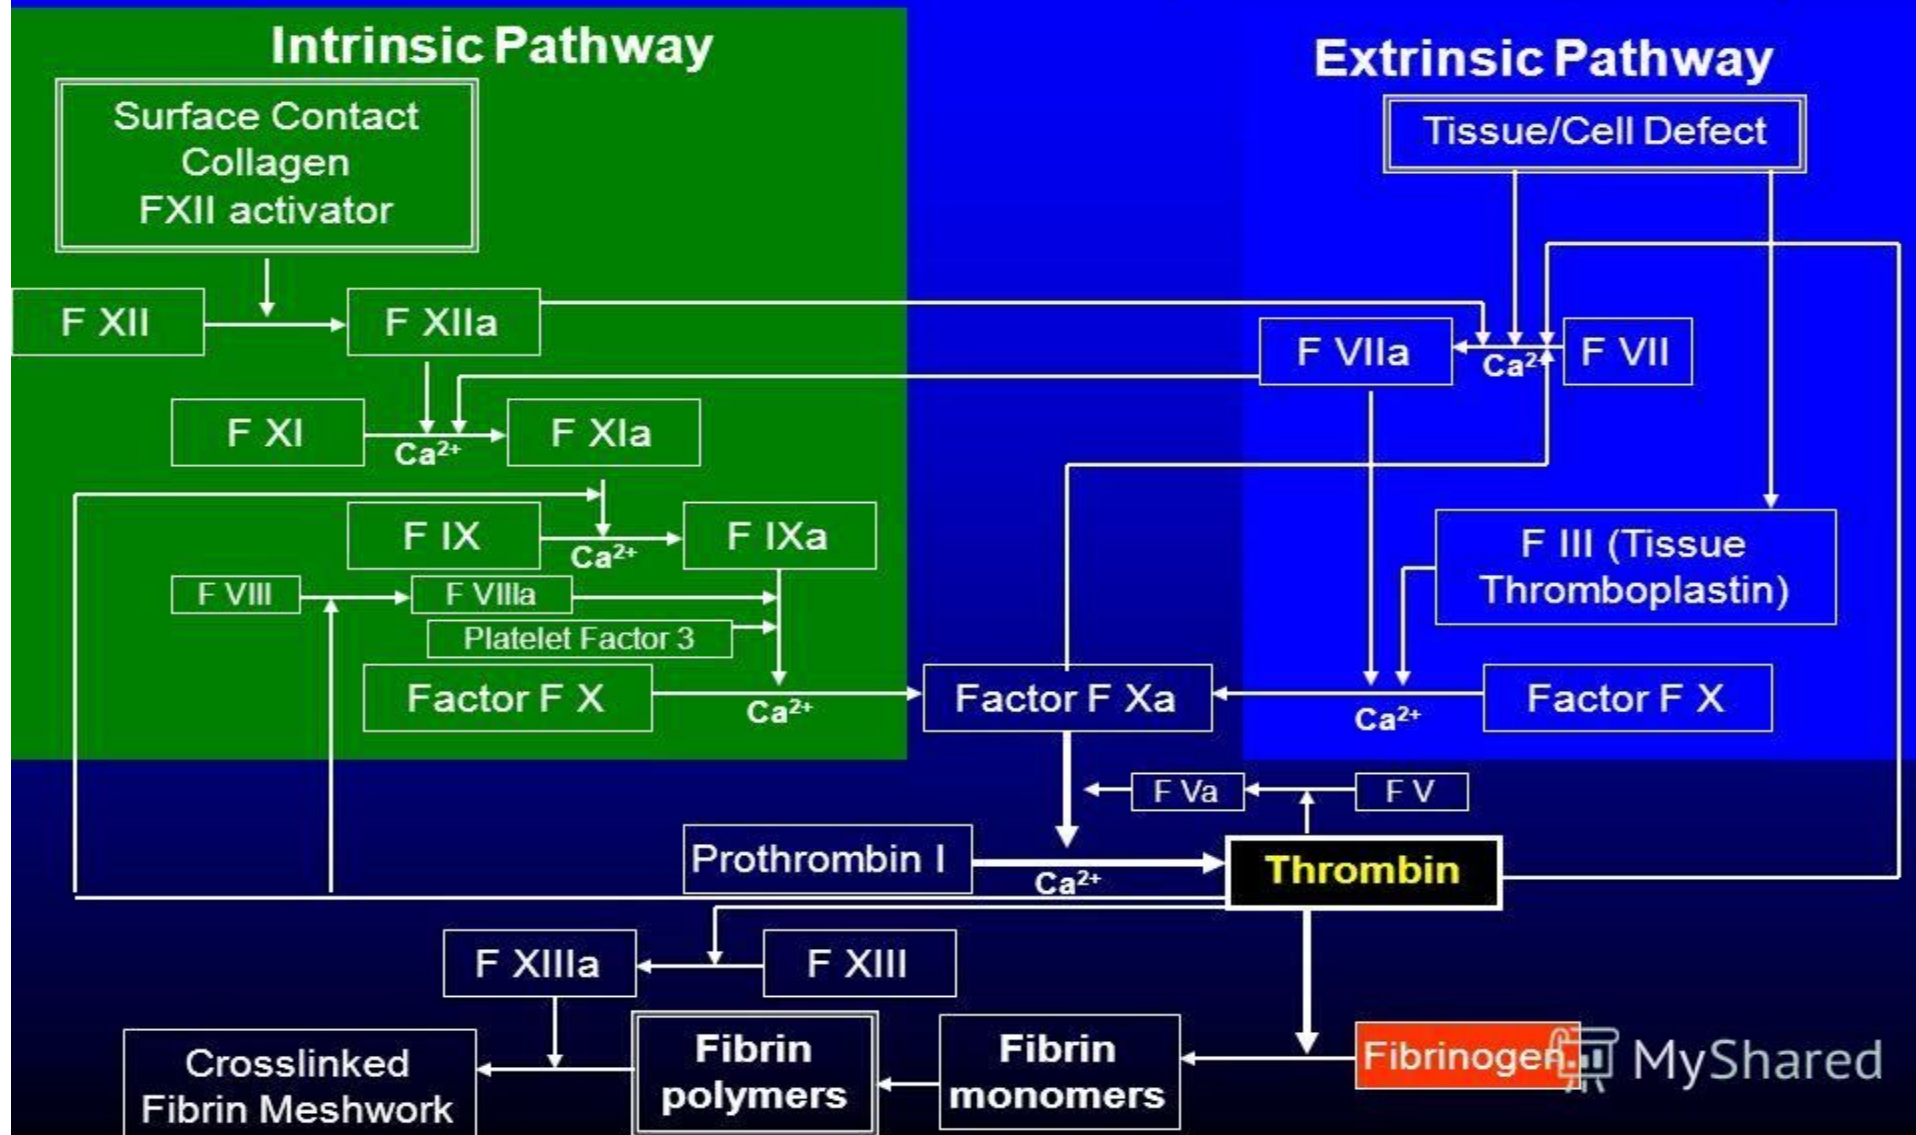 Intrinsic Pathway
Extrinsic Pathway
Surface Contact
Collagen
FXII activator
Tissue/Cell Defect
F XII
F XIIa
F VIIa
Ca²⁺
F VII
F XI
Ca²⁺
F XIa
F IX
Ca²⁺
F IXa
F III (Tissue
Thromboplastin)
F VIII
F VIIIa
Platelet Factor 3
Factor F X
Ca²⁺
Factor F Xa
Ca²⁺
Factor F X
F Va
F V
Prothrombin I
Ca²⁺
Thrombin
F XIIIa
F XIII
Crosslinked
Fibrin Meshwork
Fibrin
polymers
Fibrin
monomers
Fibrinogen
MyShared